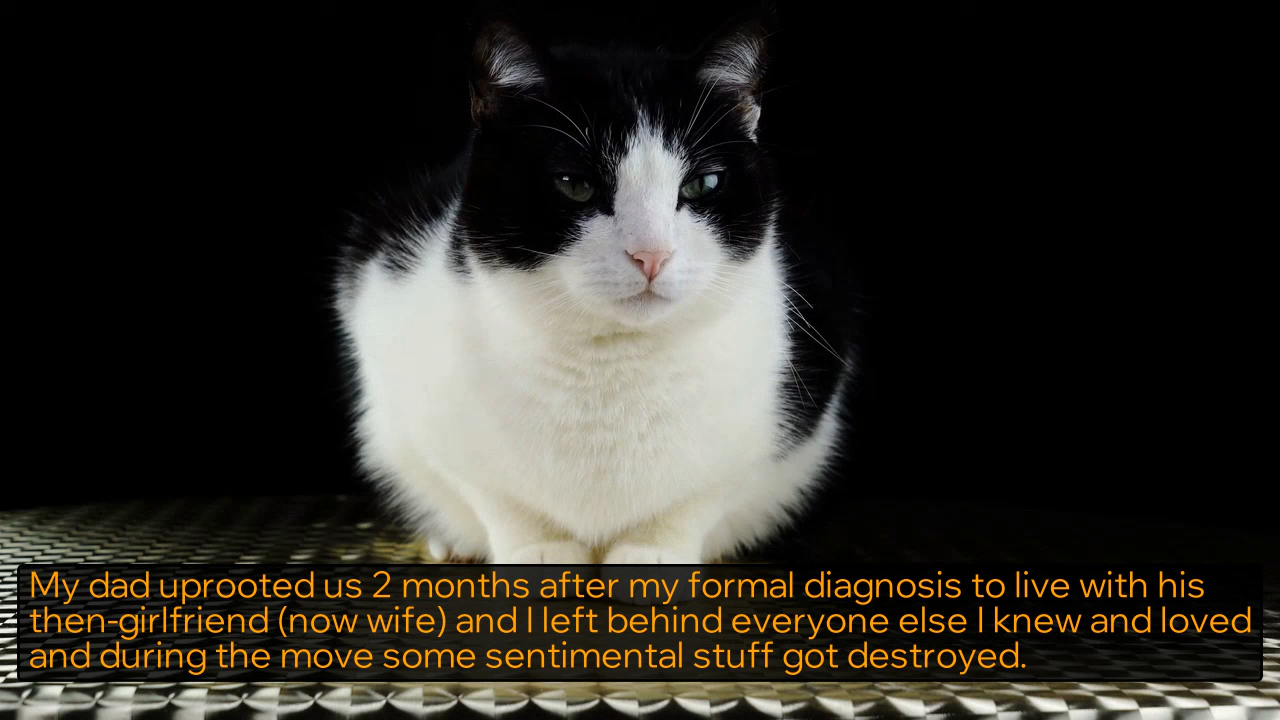 My dad uprooted us 2 months after my formal diagnosis to live with his
then-girlfriend (now wife) and I left behind everyone else I knew and loved
and during the move some sentimental stuff got destroyed.